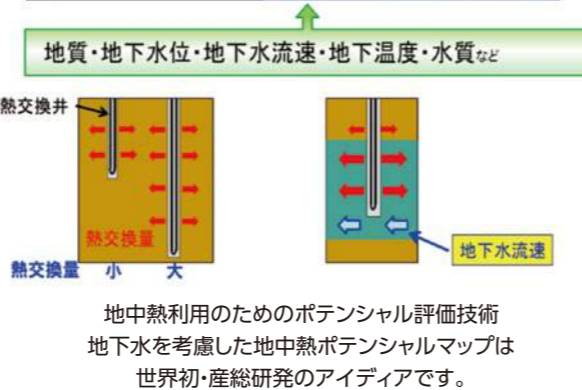 地質・地下水位・地下水流速・地下温度・水質など
熱交換井
熱交換量
地下水流速
熱交換量 小 大
地中熱利用のためのポテンシャル評価技術
地下水を考慮した地中熱ポテンシャルマップは
世界初・産総研発のアイディアです。